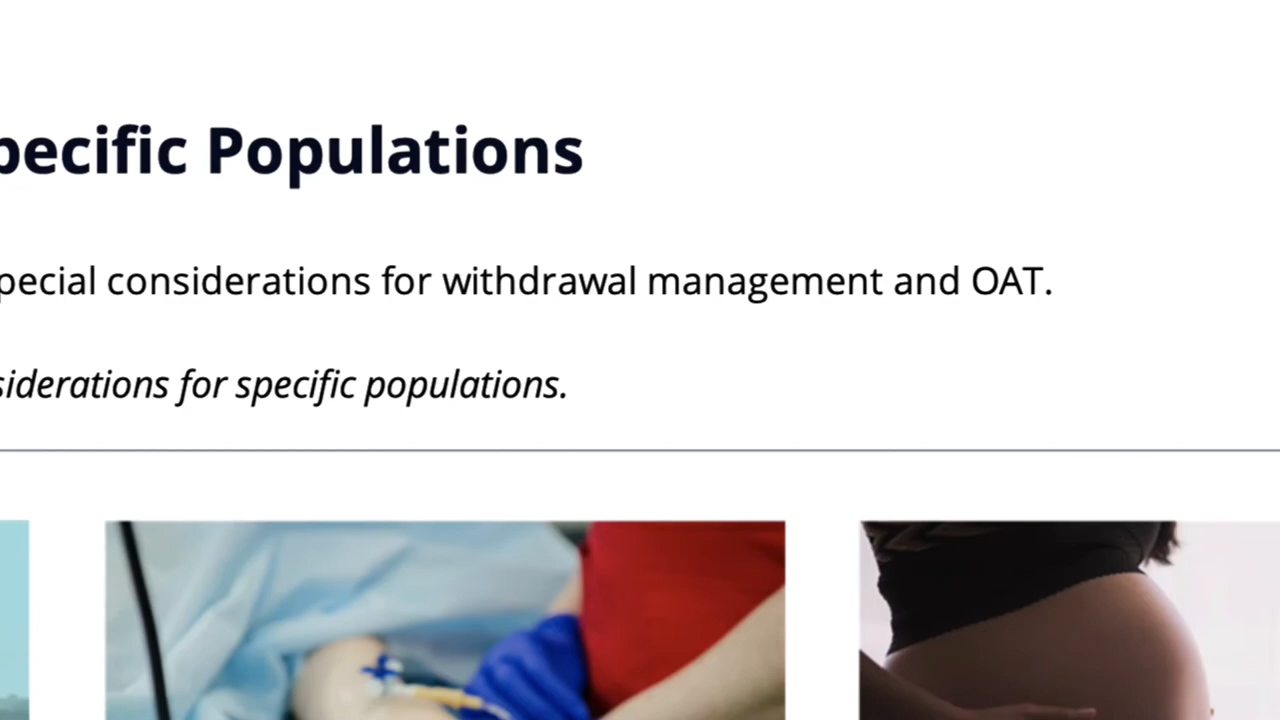 pecific Populations
pecial considerations for withdrawal management and OAT.
siderations for specific populations.